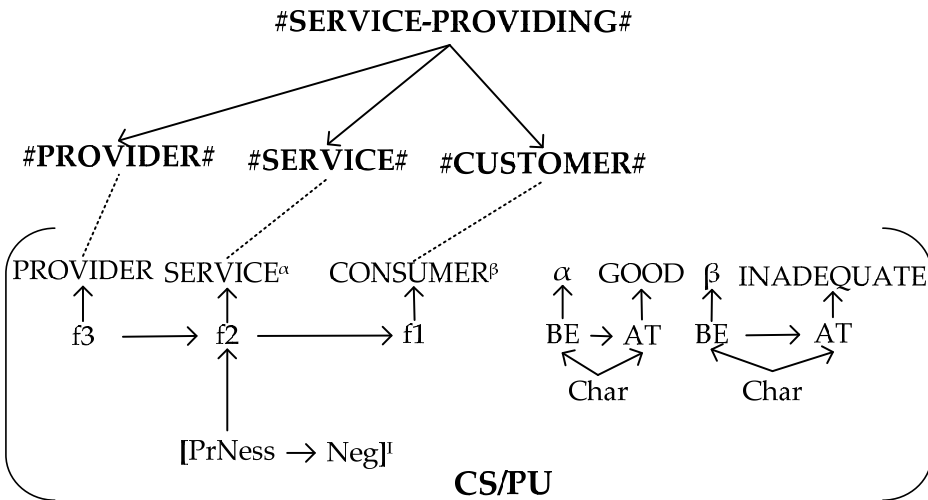 #SERVICE-PROVIDING#
#PROVIDER# #SERVICE# #CUSTOMER#
PROVIDER SERVICEᵅ CONSUMERᵝ α GOOD β INADEQUATE
f3 f2 f1 BE AT BE AT
Char Char
[PrNess → Neg]ᴵ
CS/PU